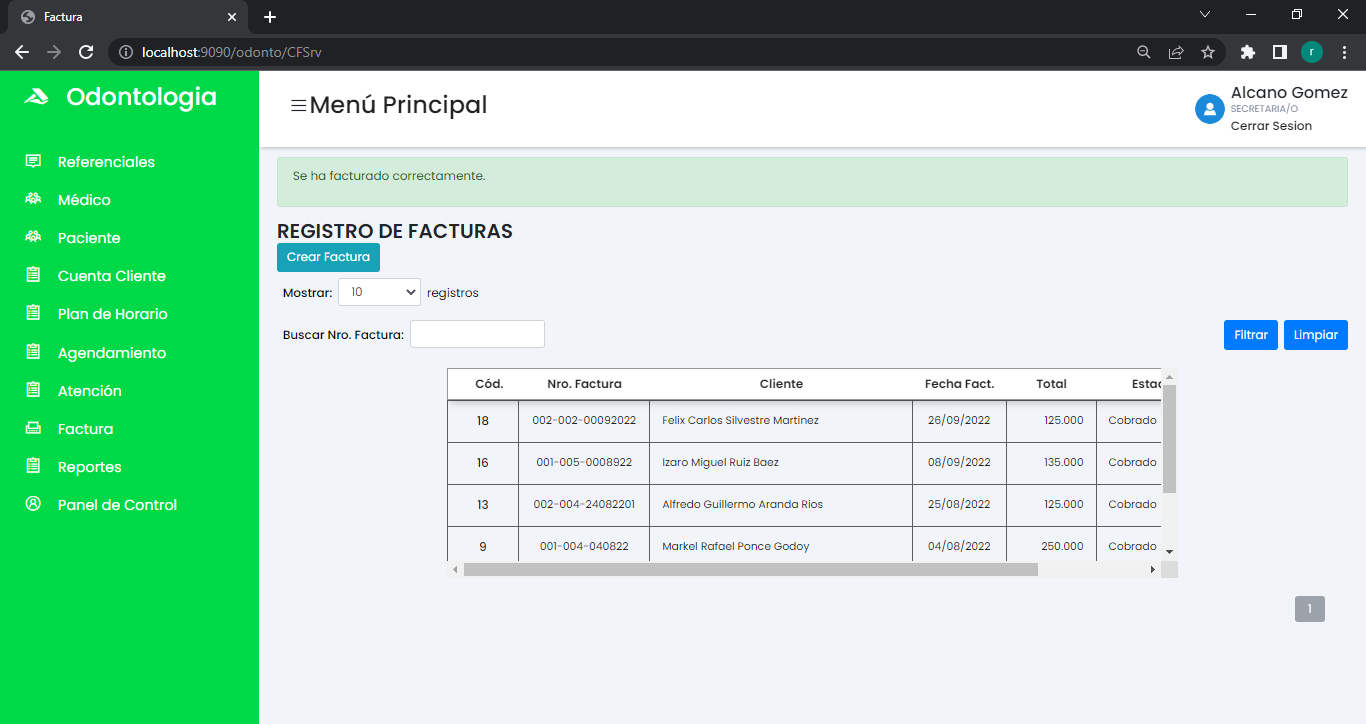 Factura
localhost:9090/odonto/CFSrv
r
Odontologia
Menú Principal
Alcano Gomez
SECRETARIA/O
Cerrar Sesion
Referenciales
Médico
Paciente
Cuenta Cliente
Plan de Horario
Agendamiento
Atención
Factura
Reportes
Panel de Control
Se ha facturado correctamente.
REGISTRO DE FACTURAS
Crear Factura
Mostrar: 10 registros
Buscar Nro. Factura:
Filtrar Limpiar
Cód. Nro. Factura Cliente Fecha Fact. Total Estad
18 002-002-00092022 Felix Carlos Silvestre Martinez 26/09/2022 125.000 Cobrado
16 001-005-0008922 Izaro Miguel Ruiz Baez 08/09/2022 135.000 Cobrado
13 002-004-24082201 Alfredo Guillermo Aranda Rios 25/08/2022 125.000 Cobrado
9 001-004-040822 Markel Rafael Ponce Godoy 04/08/2022 250.000 Cobrado
1